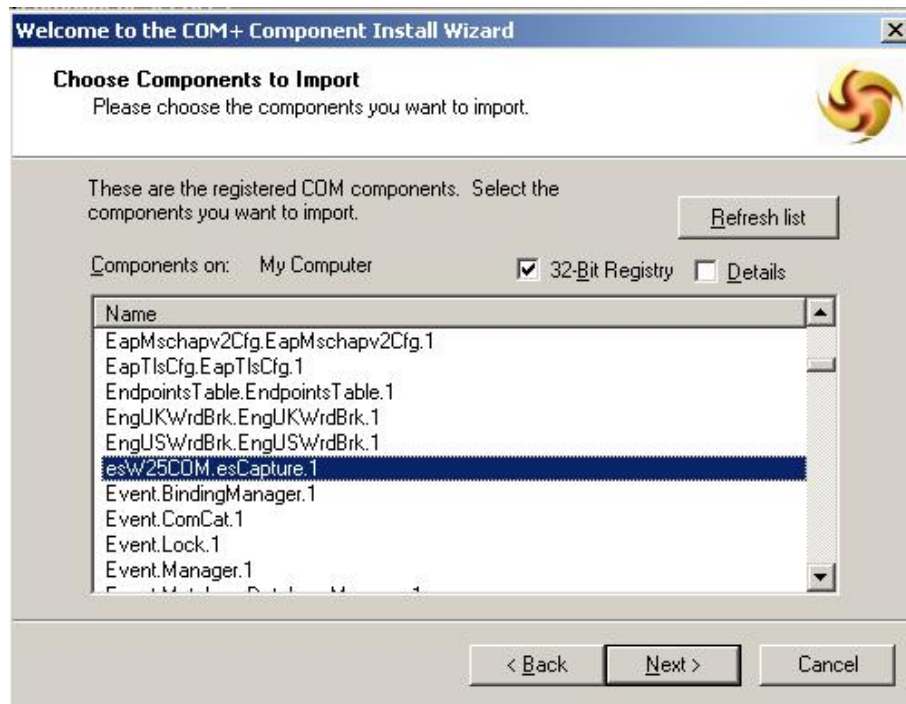 Welcome to the COM+ Component Install Wizard
Choose Components to Import
Please choose the components you want to import.
These are the registered COM components. Select the
components you want to import.
Refresh list
Components on: My Computer
32-Bit Registry
Details
Name
EapMschapv2Cfg.EapMschapv2Cfg.1
EapTlsCfg.EapTlsCfg.1
EndpointsTable.EndpointsTable.1
EngUKWrdBrk.EngUKWrdBrk.1
EngUSWrdBrk.EngUSWrdBrk.1
esW25COM.esCapture.1
Event.BindingManager.1
Event.ComCat.1
Event.Lock.1
Event.Manager.1
< Back
Next >
Cancel